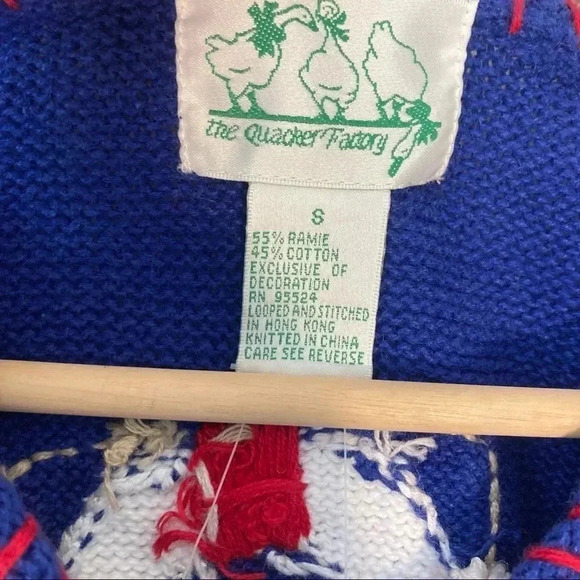 the Quacker Factory
S
55% RAMIE
45% COTTON
EXCLUSIVE OF
DECORATION
RN 95524
LOOPED AND STITCHED
IN HONG KONG
KNITTED IN CHINA
CARE SEE REVERSE